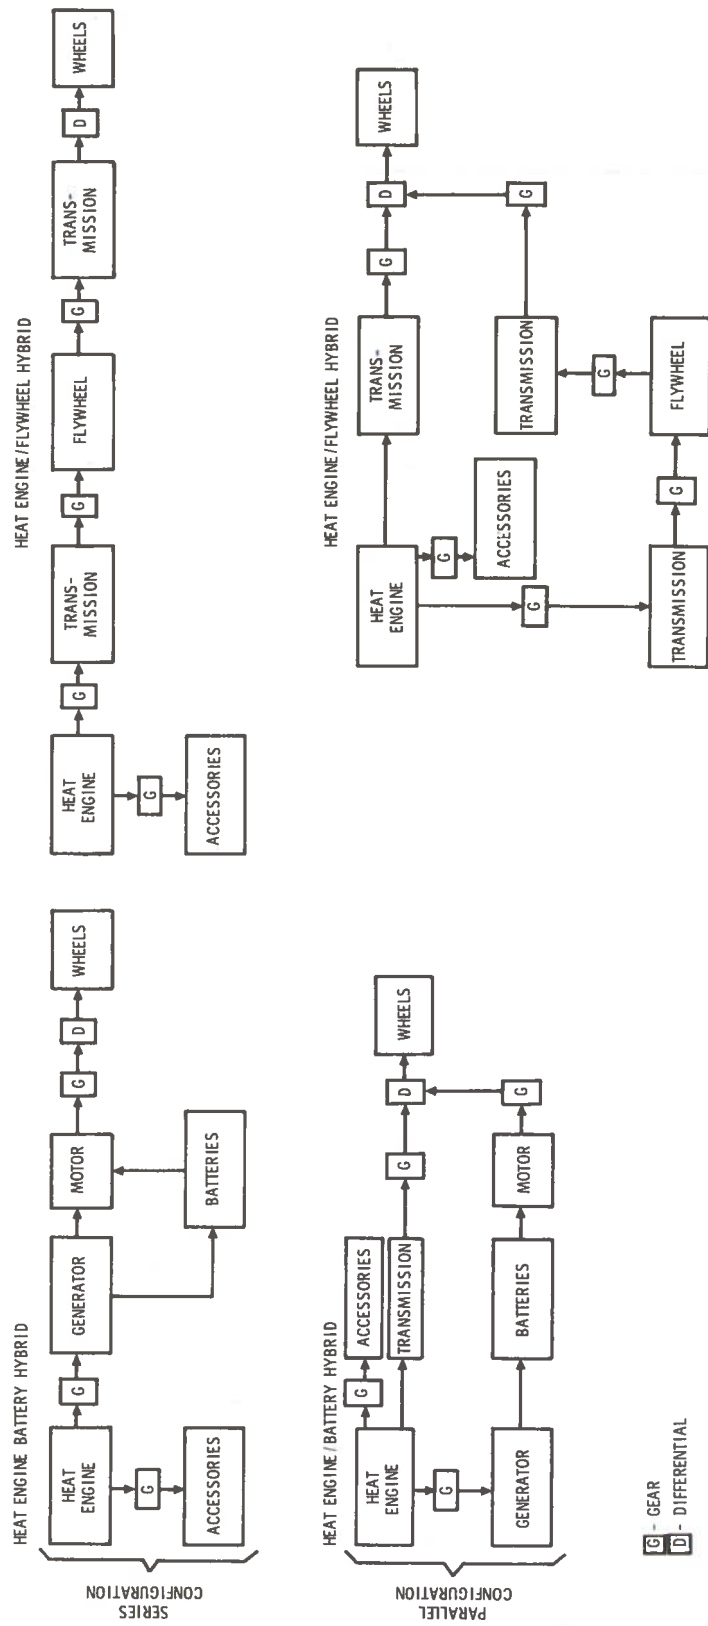 HEAT ENGINE BATTERY HYBRID
HEAT
ENGINE
G
GENERATOR
MOTOR
G
D
WHEELS
G
ACCESSORIES
BATTERIES
SERIES
CONFIGURATION
HEAT ENGINE/FLYWHEEL HYBRID
HEAT
ENGINE
G
TRANS-
MISSION
G
FLYWHEEL
G
TRANS-
MISSION
D
WHEELS
G
ACCESSORIES
HEAT ENGINE/BATTERY HYBRID
G
ACCESSORIES
HEAT
ENGINE
TRANSMISSION
G
D
WHEELS
G
GENERATOR
BATTERIES
MOTOR
G
PARALLEL
CONFIGURATION
HEAT ENGINE/FLYWHEEL HYBRID
HEAT
ENGINE
TRANS-
MISSION
G
D
WHEELS
G
ACCESSORIES
G
TRANSMISSION
G
G
TRANSMISSION
G
FLYWHEEL
G - GEAR
D - DIFFERENTIAL